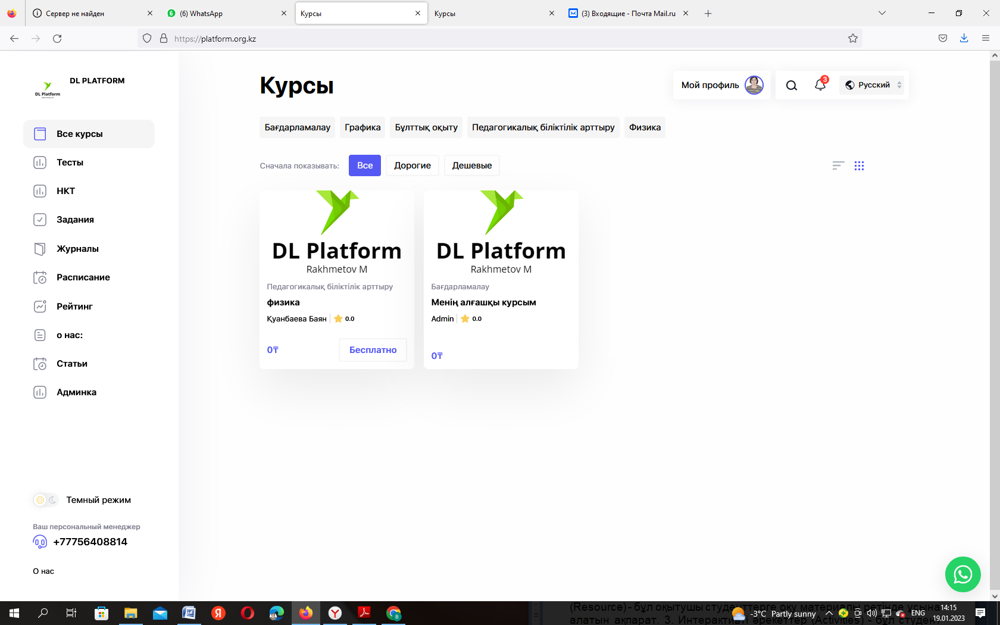 Сервер не найден
(6) WhatsApp
Курсы
Курсы
(3) Входящие - Почта Mail.ru
https://platform.org.kz
DL PLATFORM
DL Platform
Все курсы
Тесты
НКТ
Задания
Журналы
Расписание
Рейтинг
о нас:
Статьи
Админка
Темный режим
Ваш персональный менеджер
+77756408814
О нас
Курсы
Мой профиль
3
Русский
Бағдарламалау
Графика
Бұлттық оқыту
Педагогикалық біліктілік арттыру
Физика
Сначала показывать:
Все
Дорогие
Дешевые
DL Platform
Rakhmetov M
Педагогикалық біліктілік арттыру
физика
Қуанбаева Баян
0.0
0₸
Бесплатно
DL Platform
Rakhmetov M
Бағдарламалау
Менің алғашқы курсым
Admin
0.0
0₸
(Resource) - бұл оқытушы студенттерге оқу материалы ретінде ұсына
алатын ақпарат. 3. Интерактивті әрекеттер (Activities) - бұл студен
-3°C Partly sunny
ENG
14:15
19.01.2023